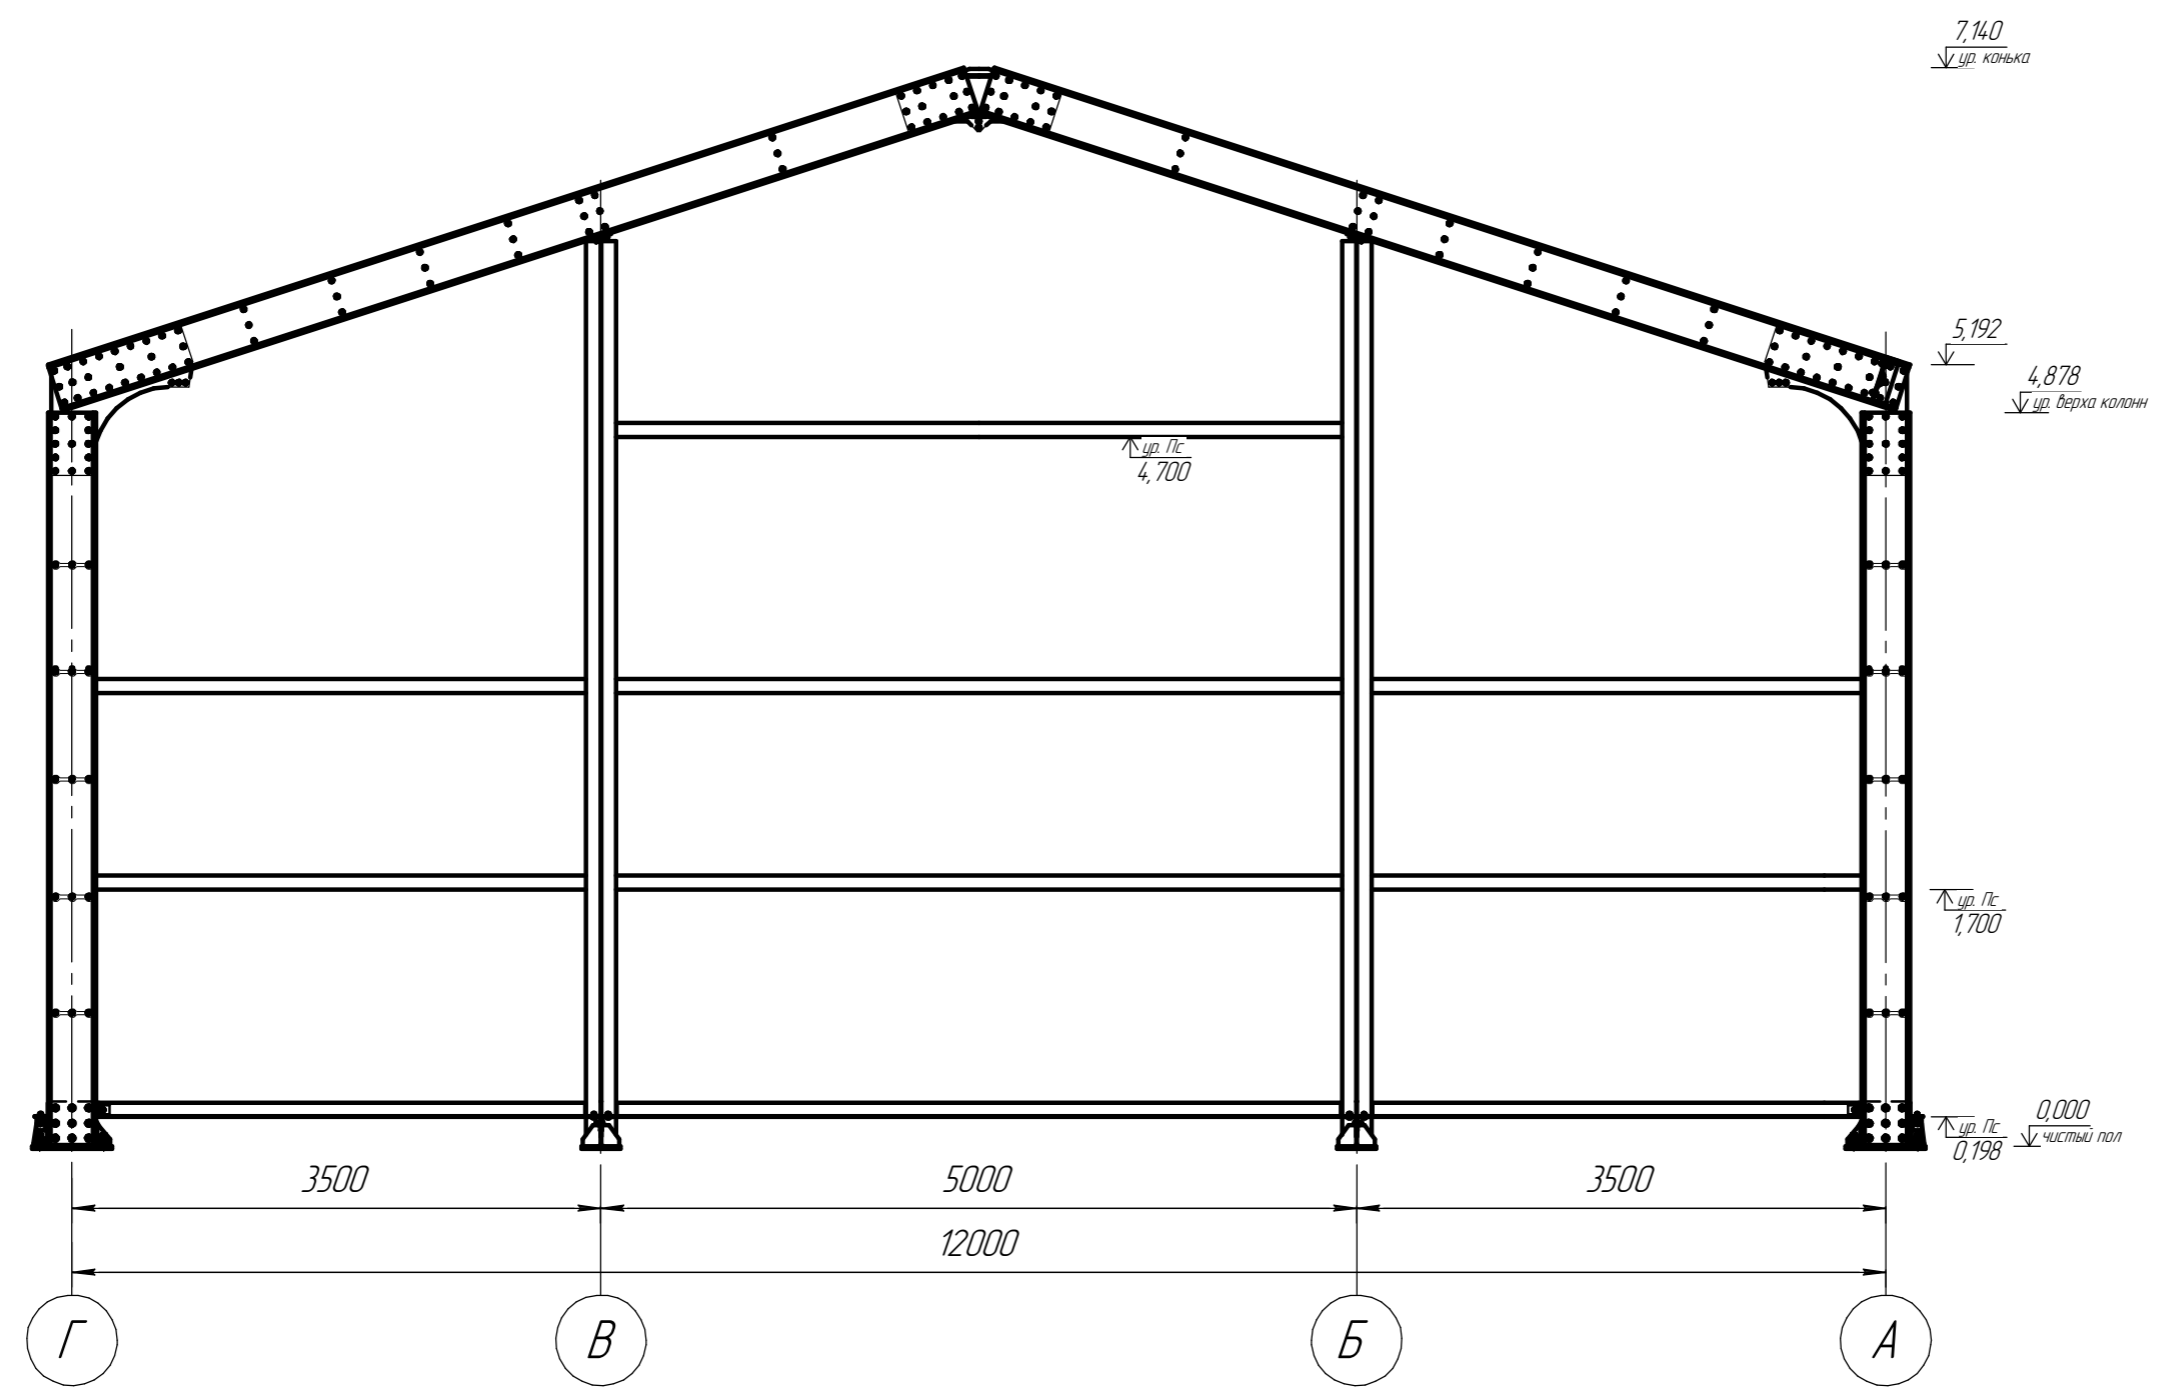 7,140
ур. конька
5,192
4,878
ур. верха колонн
ур. Пс
4,700
ур. Пс
1,700
0,000
чистый пол
ур. Пс
0,198
3500
5000
3500
12000
Г
В
Б
А